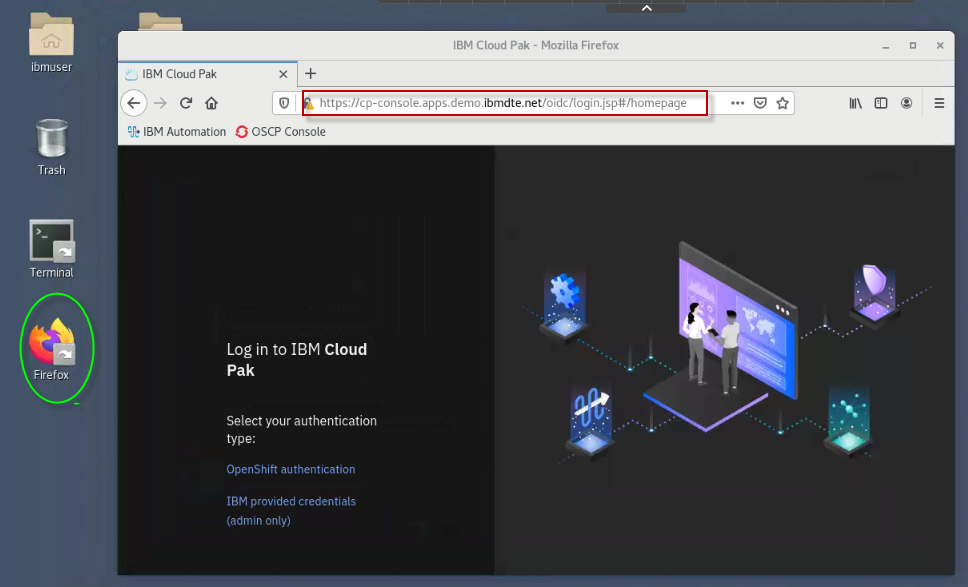 ibmuser
Trash
Terminal
Firefox
IBM Cloud Pak - Mozilla Firefox
IBM Cloud Pak
https://cp-console.apps.demo.ibmdte.net/oidc/login.jsp#/homepage
IBM Automation OSCP Console
Log in to IBM Cloud
Pak
Select your authentication
type:
OpenShift authentication
IBM provided credentials
(admin only)